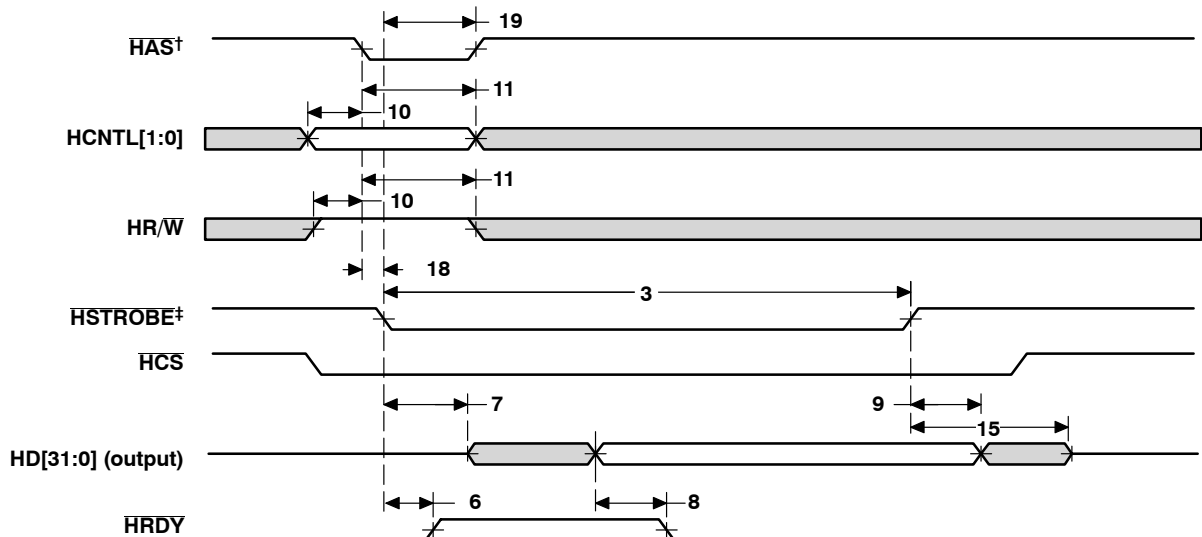 19
HAS†
11
10
HCNTL[1:0]
11
10
HR/W
18
3
HSTROBE‡
HCS
7
9
15
HD[31:0] (output)
6
8
HRDY